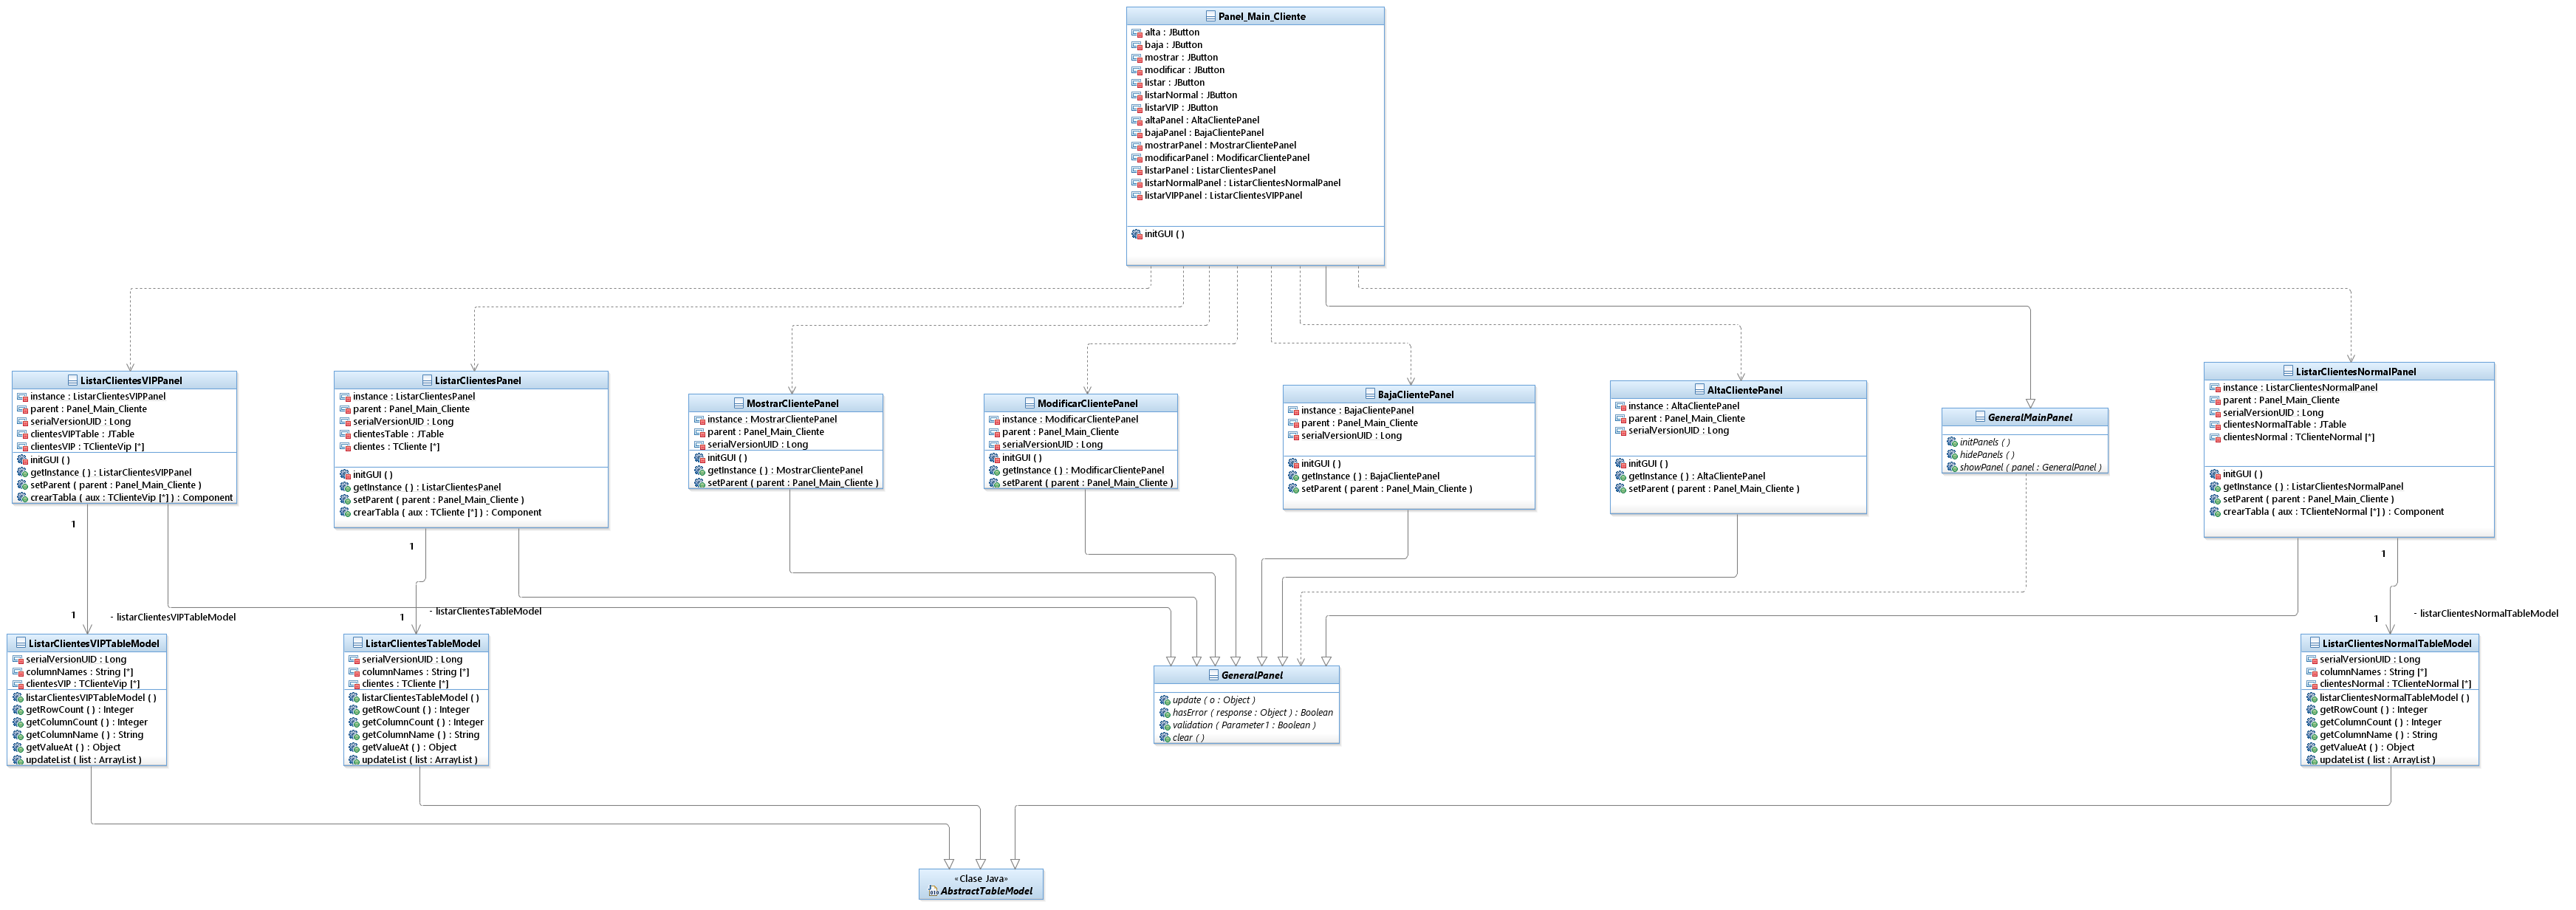 Panel_Main_Cliente
alta : JButton
baja : JButton
mostrar : JButton
modificar : JButton
listar : JButton
listarNormal : JButton
listarVIP : JButton
altaPanel : AltaClientePanel
bajaPanel : BajaClientePanel
mostrarPanel : MostrarClientePanel
modificarPanel : ModificarClientePanel
listarPanel : ListarClientesPanel
listarNormalPanel : ListarClientesNormalPanel
listarVIPPanel : ListarClientesVIPPanel
initGUI ( )
ListarClientesVIPPanel
instance : ListarClientesVIPPanel
parent : Panel_Main_Cliente
serialVersionUID : Long
clientesVIPTable : JTable
clientesVIP : TClienteVip [*]
initGUI ( )
getInstance ( ) : ListarClientesVIPPanel
setParent ( parent : Panel_Main_Cliente )
crearTabla ( aux : TClienteVip [*] ) : Component
ListarClientesPanel
instance : ListarClientesPanel
parent : Panel_Main_Cliente
serialVersionUID : Long
clientesTable : JTable
clientes : TCliente [*]
initGUI ( )
getInstance ( ) : ListarClientesPanel
setParent ( parent : Panel_Main_Cliente )
crearTabla ( aux : TCliente [*] ) : Component
MostrarClientePanel
instance : MostrarClientePanel
parent : Panel_Main_Cliente
serialVersionUID : Long
initGUI ( )
getInstance ( ) : MostrarClientePanel
setParent ( parent : Panel_Main_Cliente )
ModificarClientePanel
instance : ModificarClientePanel
parent : Panel_Main_Cliente
serialVersionUID : Long
initGUI ( )
getInstance ( ) : ModificarClientePanel
setParent ( parent : Panel_Main_Cliente )
BajaClientePanel
instance : BajaClientePanel
parent : Panel_Main_Cliente
serialVersionUID : Long
initGUI ( )
getInstance ( ) : BajaClientePanel
setParent ( parent : Panel_Main_Cliente )
AltaClientePanel
instance : AltaClientePanel
parent : Panel_Main_Cliente
serialVersionUID : Long
initGUI ( )
getInstance ( ) : AltaClientePanel
setParent ( parent : Panel_Main_Cliente )
GeneralMainPanel
initPanels ( )
hidePanels ( )
showPanel ( panel : GeneralPanel )
ListarClientesNormalPanel
instance : ListarClientesNormalPanel
parent : Panel_Main_Cliente
serialVersionUID : Long
clientesNormalTable : JTable
clientesNormal : TClienteNormal [*]
initGUI ( )
getInstance ( ) : ListarClientesNormalPanel
setParent ( parent : Panel_Main_Cliente )
crearTabla ( aux : TClienteNormal [*] ) : Component
1
1
- listarClientesVIPTableModel
1
1
- listarClientesTableModel
1
1
- listarClientesNormalTableModel
ListarClientesVIPTableModel
serialVersionUID : Long
columnNames : String [*]
clientesVIP : TClienteVip [*]
listarClientesVIPTableModel ( )
getRowCount ( ) : Integer
getColumnCount ( ) : Integer
getColumnName ( ) : String
getValueAt ( ) : Object
updateList ( list : ArrayList )
ListarClientesTableModel
serialVersionUID : Long
columnNames : String [*]
clientes : TCliente [*]
listarClientesTableModel ( )
getRowCount ( ) : Integer
getColumnCount ( ) : Integer
getColumnName ( ) : String
getValueAt ( ) : Object
updateList ( list : ArrayList )
GeneralPanel
update ( o : Object )
hasError ( response : Object ) : Boolean
validation ( Parameter1 : Boolean )
clear ( )
ListarClientesNormalTableModel
serialVersionUID : Long
columnNames : String [*]
clientesNormal : TClienteNormal [*]
listarClientesNormalTableModel ( )
getRowCount ( ) : Integer
getColumnCount ( ) : Integer
getColumnName ( ) : String
getValueAt ( ) : Object
updateList ( list : ArrayList )
«Clase Java»
AbstractTableModel